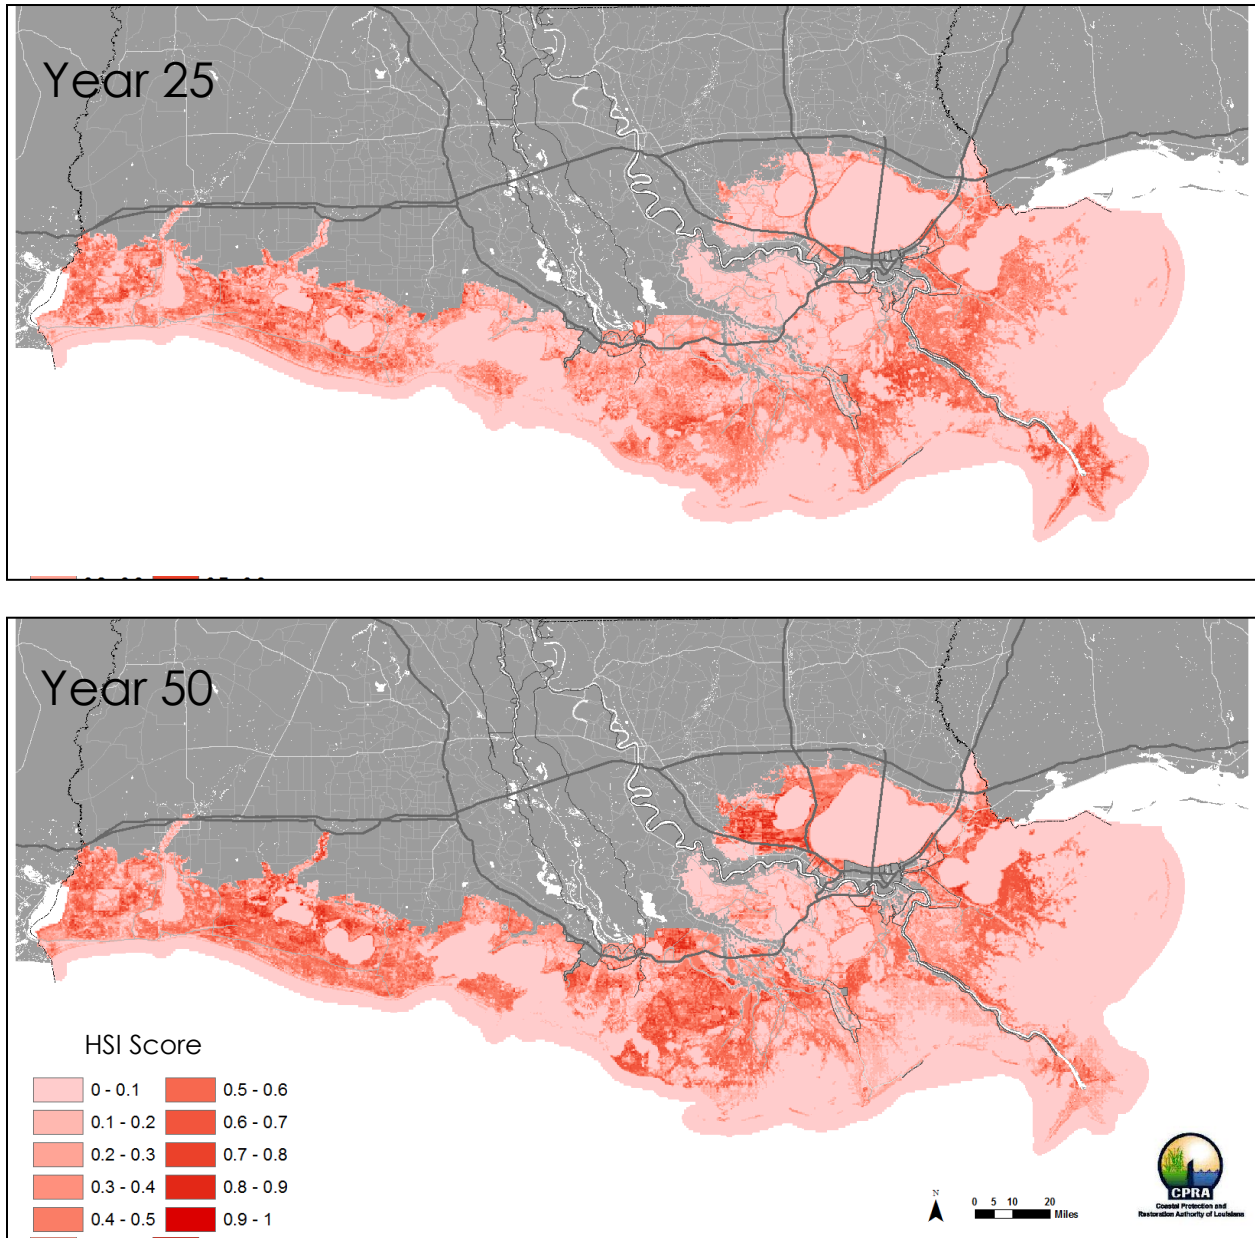 Year 25
Year 50
HSI Score
0 - 0.1
0.5 - 0.6
0.1 - 0.2
0.6 - 0.7
0.2 - 0.3
0.7 - 0.8
0.3 - 0.4
0.8 - 0.9
0.4 - 0.5
0.9 - 1
N
0 5 10 20
Miles
CPRA
Coastal Protection and
Restoration Authority of Louisiana